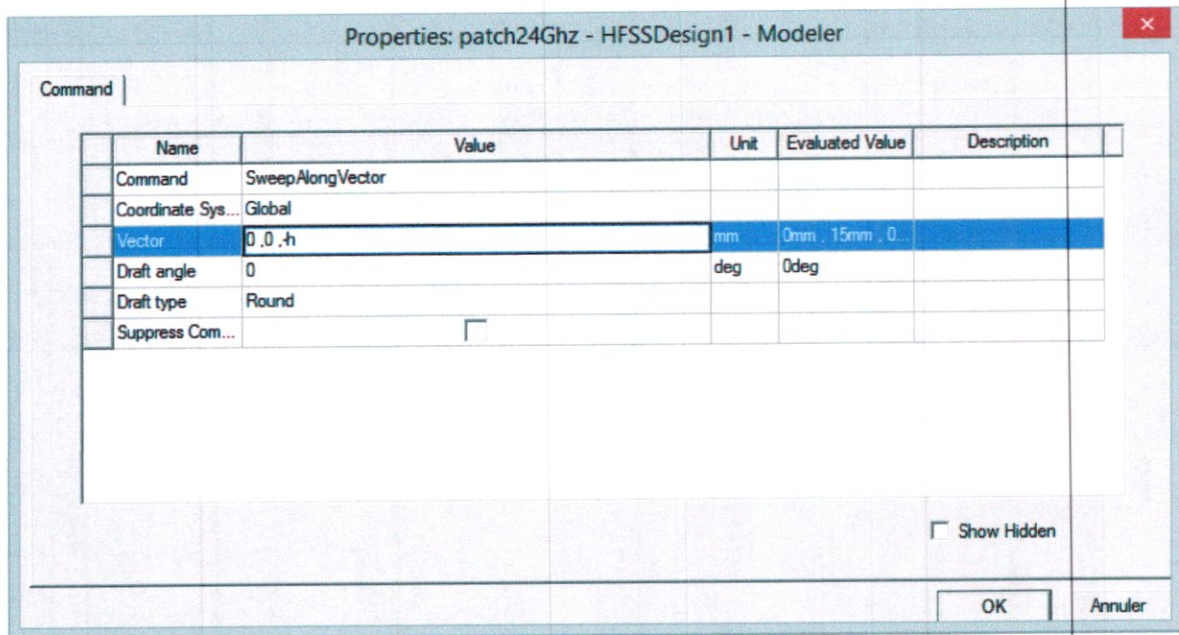 Properties: patch24Ghz - HFSSDesign1 - Modeler
Command
Name Value Unit Evaluated Value Description
Command SweepAlongVector
Coordinate Sys... Global
Vector 0 ,0 ,-h mm 0mm , 15mm , 0...
Draft angle 0 deg 0deg
Draft type Round
Suppress Com...
Show Hidden
OK Annuler